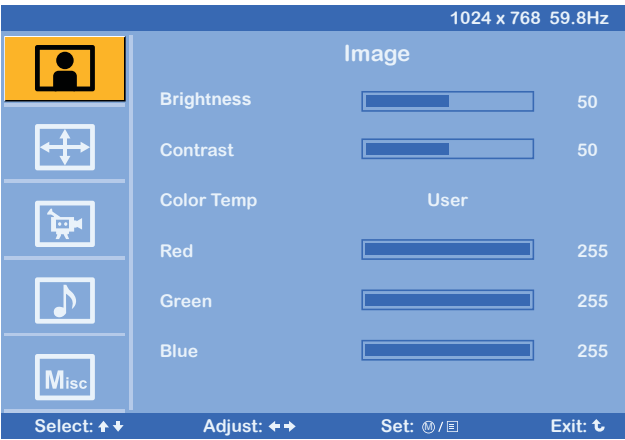 1024 x 768 59.8Hz
Image
Brightness 50
Contrast 50
Color Temp User
Red 255
Green 255
Blue 255
Misc
Select: Adjust: Set: M / Exit: